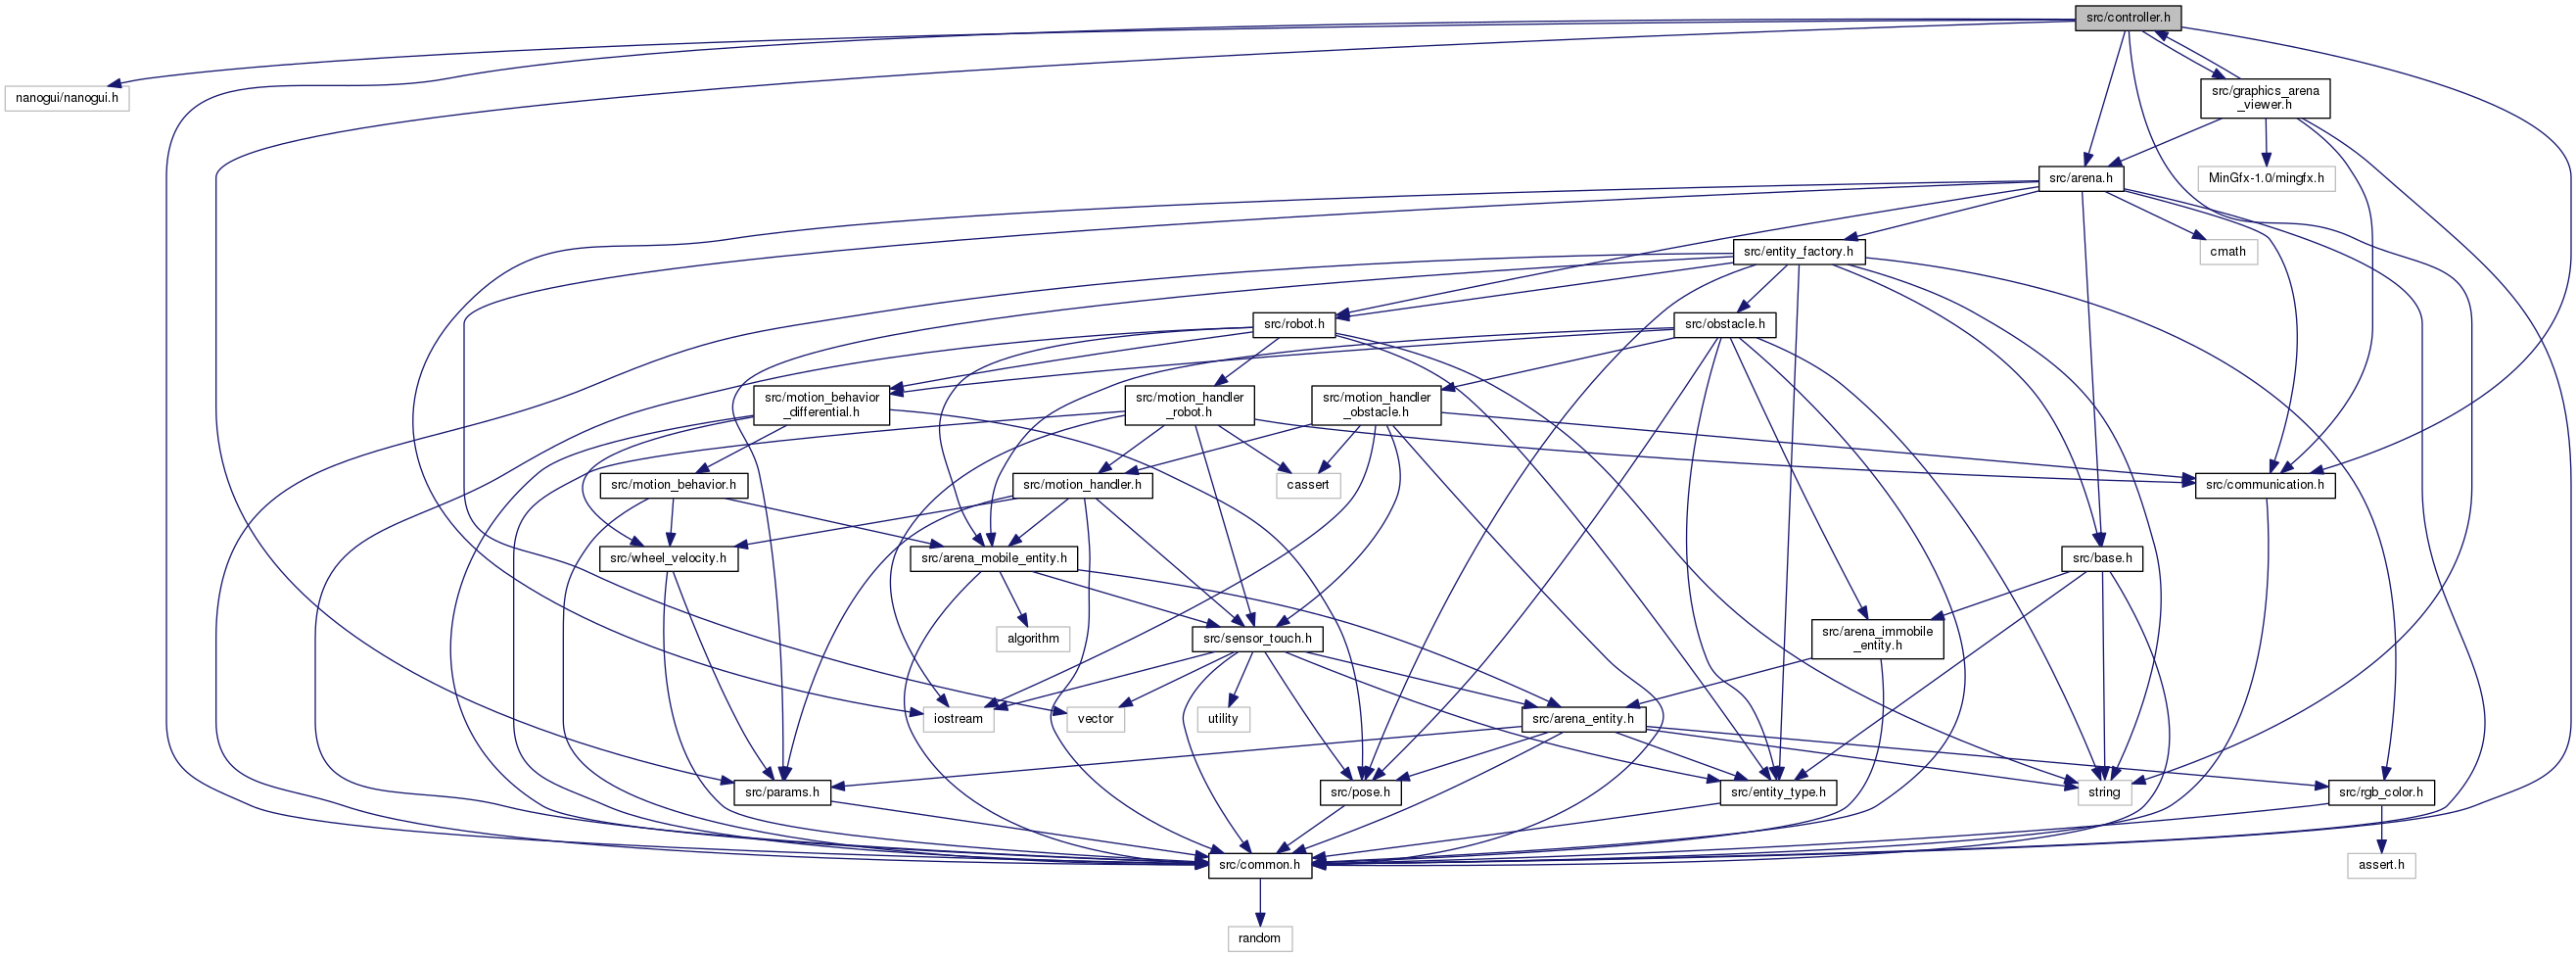 src/controller.h
nanogui/nanogui.h
src/graphics_arena
_viewer.h
src/arena.h
MinGfx-1.0/mingfx.h
src/entity_factory.h
cmath
src/robot.h
src/obstacle.h
src/motion_behavior
_differential.h
src/motion_handler
_robot.h
src/motion_handler
_obstacle.h
src/motion_behavior.h
src/motion_handler.h
cassert
src/communication.h
src/wheel_velocity.h
src/arena_mobile_entity.h
src/base.h
algorithm
src/sensor_touch.h
src/arena_immobile
_entity.h
iostream
vector
utility
src/arena_entity.h
src/params.h
src/pose.h
src/entity_type.h
string
src/rgb_color.h
src/common.h
assert.h
random